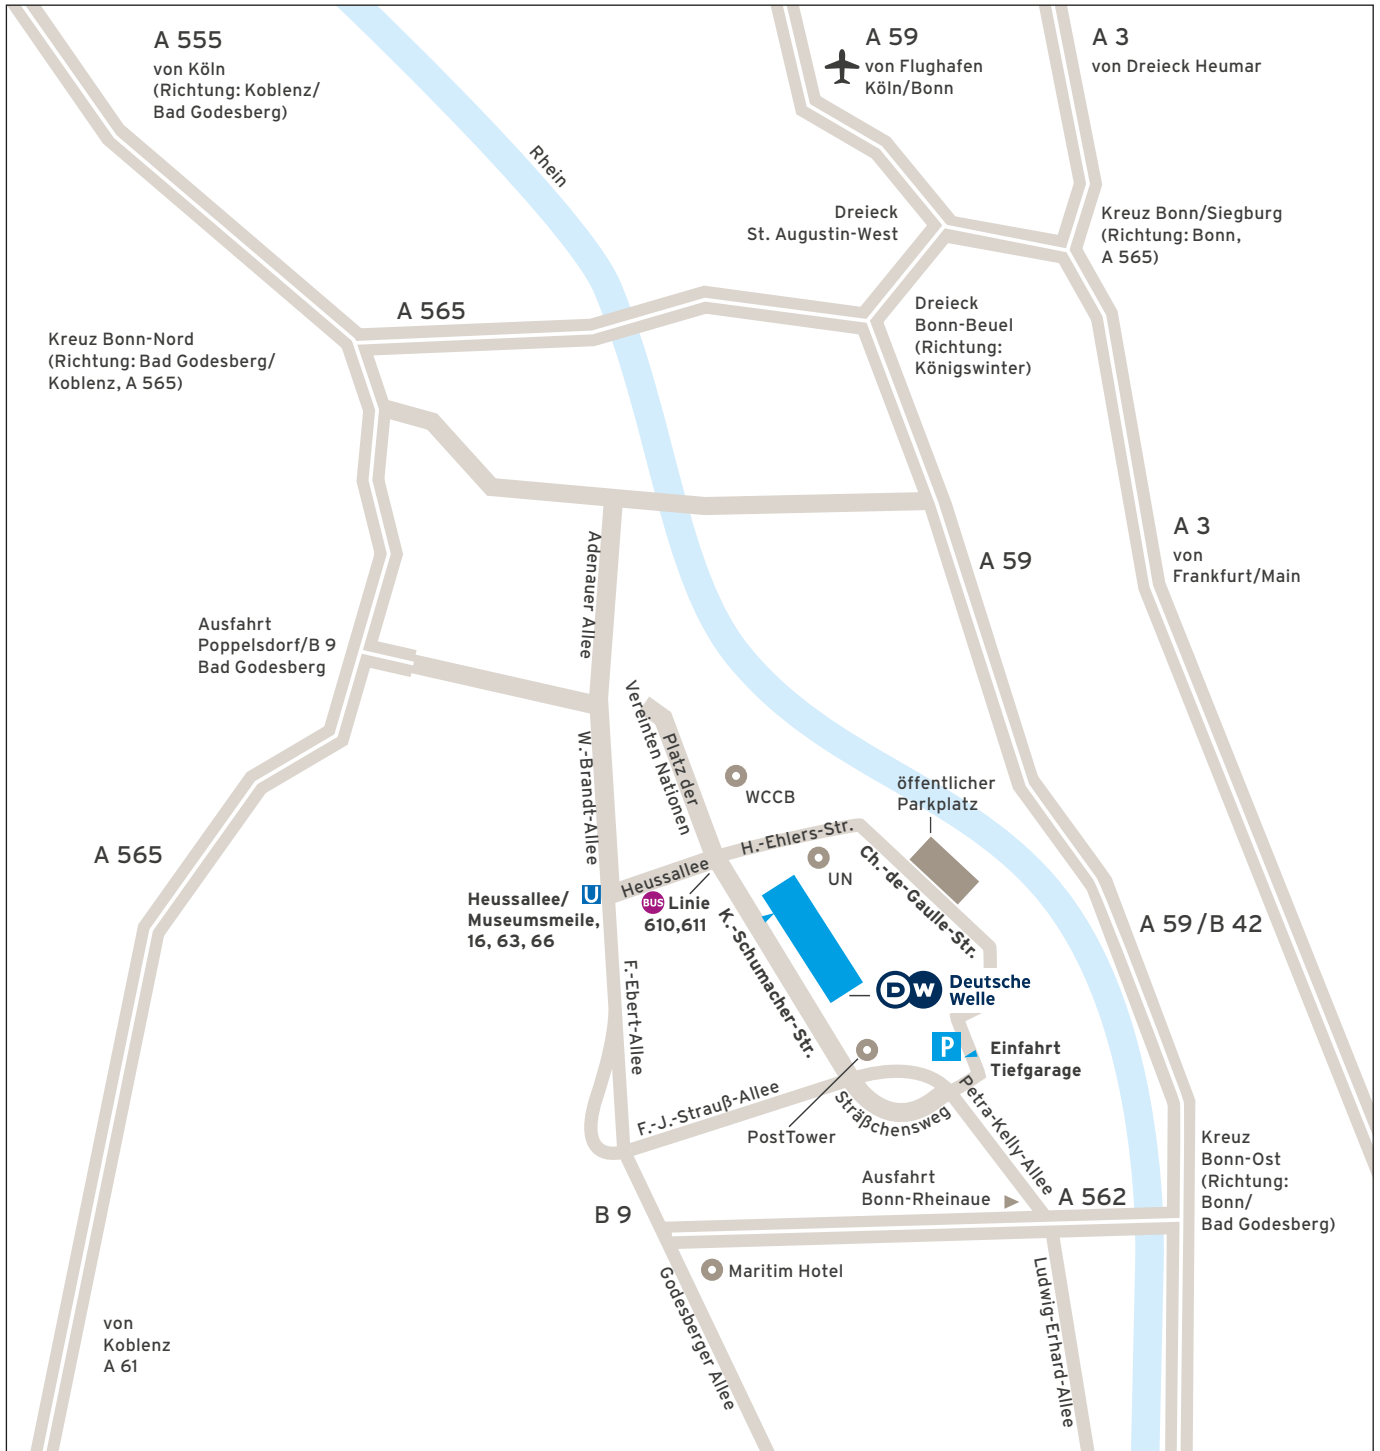 A 555
von Köln
(Richtung: Koblenz/
Bad Godesberg)
A 59
von Flughafen
Köln/Bonn
A 3
von Dreieck Heumar
Rhein
Dreieck
St. Augustin-West
Kreuz Bonn/Siegburg
(Richtung: Bonn,
A 565)
A 565
Dreieck
Bonn-Beuel
(Richtung:
Königswinter)
Kreuz Bonn-Nord
(Richtung: Bad Godesberg/
Koblenz, A 565)
A 3
von
Frankfurt/Main
A 59
Adenauer Allee
Ausfahrt
Poppelsdorf/B 9
Bad Godesberg
Platz der
Vereinten Nationen
W.-Brandt-Allee
WCCB
öffentlicher
Parkplatz
H.-Ehlers-Str.
A 565
UN
Ch.-de-Gaulle-Str.
Heussallee
U
Heussallee/
Museumsmeile,
16, 63, 66
BUS Linie
610,611
K.-Schumacher-Str.
A 59/B 42
DW Deutsche
Welle
F.-Ebert-Allee
P
Einfahrt
Tiefgarage
F.-J.-Strauß-Allee
Sträßchensweg
Petra-Kelly-Allee
PostTower
Kreuz
Bonn-Ost
(Richtung:
Bonn/
Bad Godesberg)
Ausfahrt
Bonn-Rheinaue
A 562
B 9
Maritim Hotel
Godesberger Allee
Ludwig-Erhard-Allee
von
Koblenz
A 61